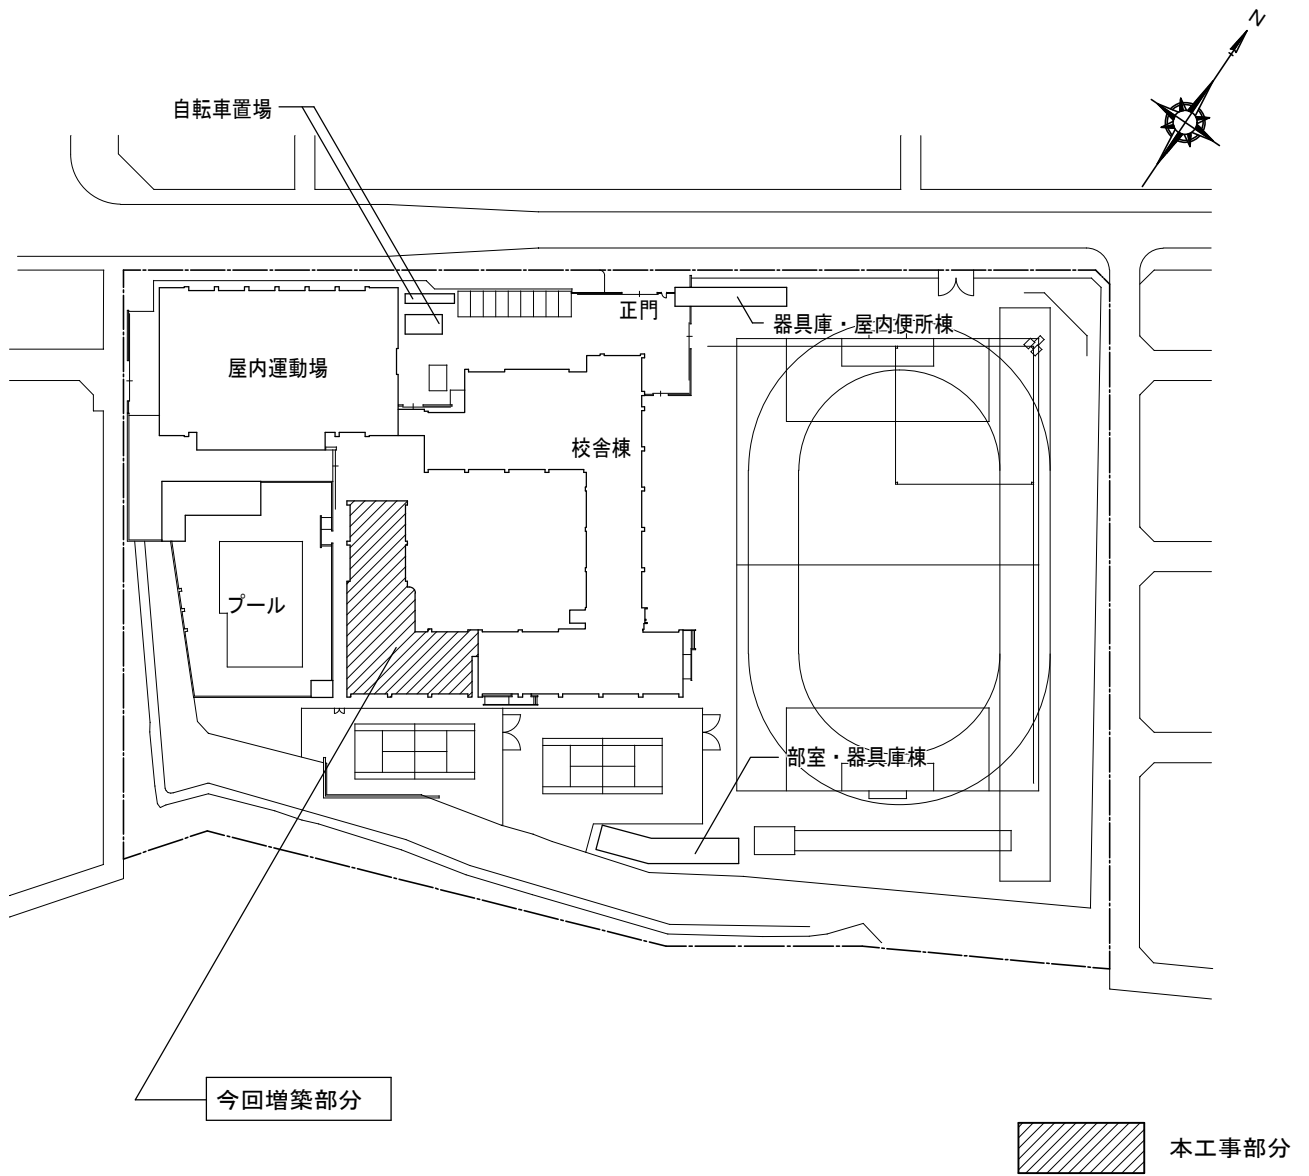 N
自転車置場
正門
器具庫・屋内便所棟
屋内運動場
校舎棟
プール
部室・器具庫棟
今回増築部分
本工事部分